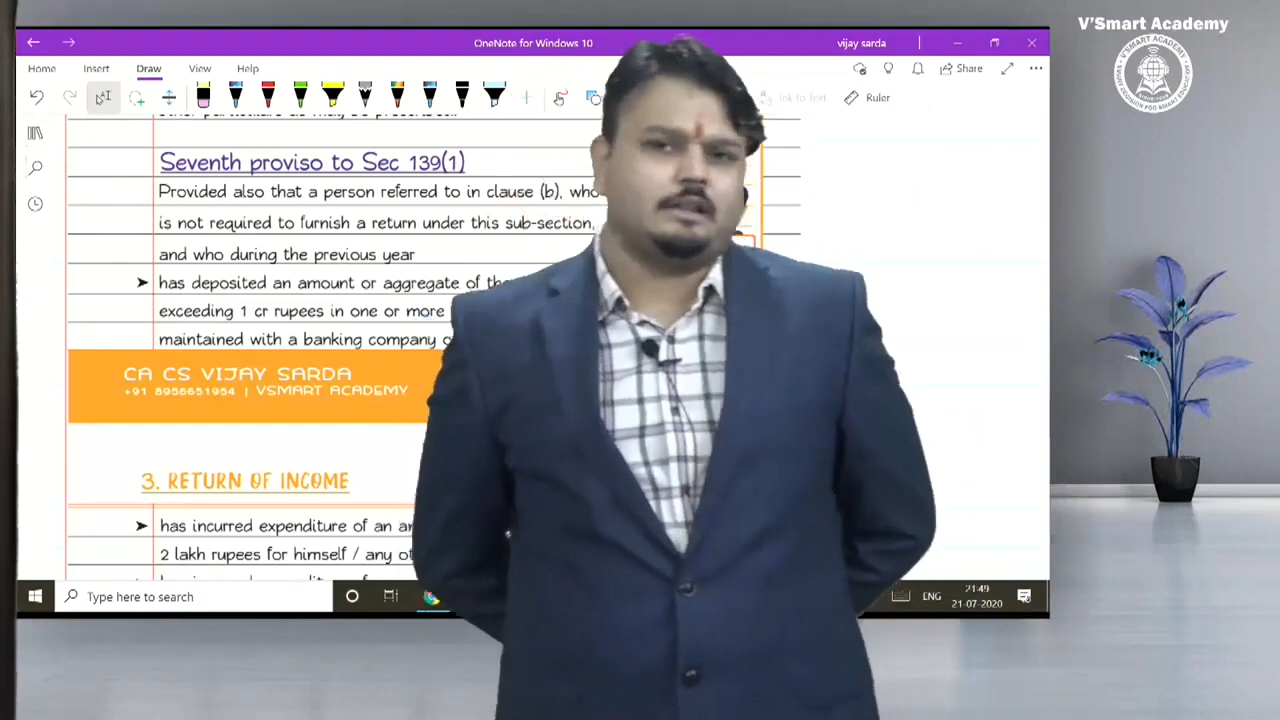 V'Smart Academy
OneNote for Windows 10
vijay sarda
Home Insert Draw View Help
Share
Ink to Text
Ruler
Seventh proviso to Sec 139(1)
Provided also that a person referred to in clause (b), who
is not required to furnish a return under this sub-section,
and who during the previous year
➤ has deposited an amount or aggregate of the
exceeding 1 cr rupees in one or more
maintained with a banking company
CA CS VIJAY SARDA
+91 8956651954 | VSMART ACADEMY
3. RETURN OF INCOME
➤ has incurred expenditure of an
2 lakh rupees for himself / any
Type here to search
ENG
21:49
21-07-2020